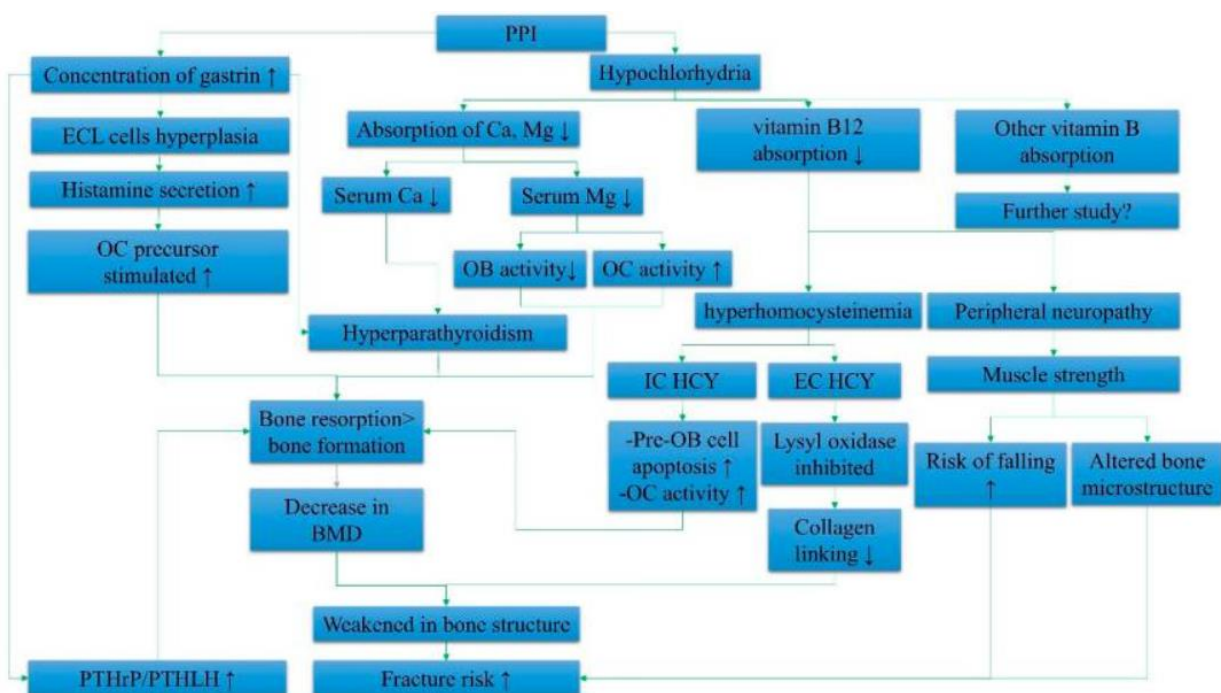 PPI
Concentration of gastrin ↑
Hypochlorhydria
ECL cells hyperplasia
Absorption of Ca, Mg ↓
vitamin B12
absorption ↓
Other vitamin B
absorption
Histamine secretion ↑
Serum Ca ↓
Serum Mg ↓
Further study?
OC precursor
stimulated ↑
OB activity↓
OC activity ↑
hyperhomocysteinemia
Peripheral neuropathy
Hyperparathyroidism
IC HCY
EC HCY
Muscle strength
Bone resorption>
bone formation
-Pre-OB cell
apoptosis ↑
-OC activity ↑
Lysyl oxidase
inhibited
Risk of falling
↑
Altered bone
microstructure
Decrease in
BMD
Collagen
linking ↓
Weakened in bone structure
PTHrP/PTHLH ↑
Fracture risk ↑